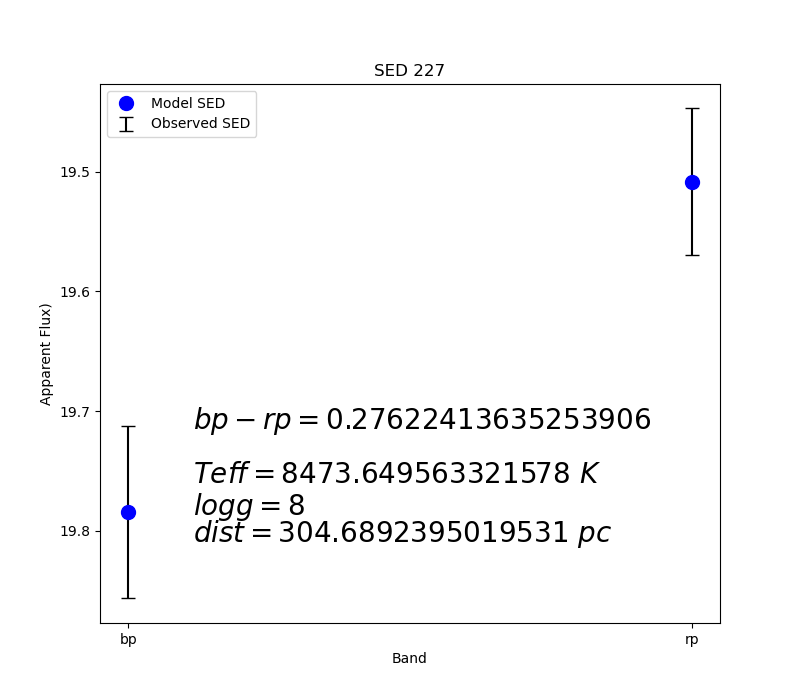 SED 227
Model SED
Observed SED
19.5
19.6
19.7
19.8
Apparent Flux)
bp − rp = 0.27622413635253906
Teff = 8473.649563321578 K
logg = 8
dist = 304.6892395019531 pc
bp
rp
Band